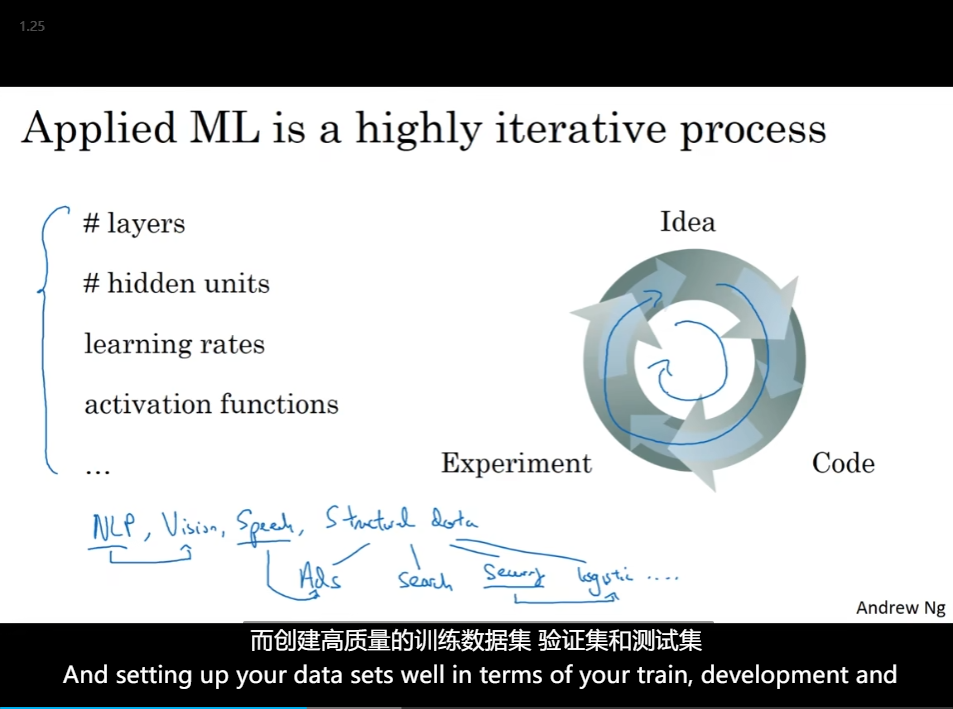 1.25
Applied ML is a highly iterative process
# layers
# hidden units
learning rates
activation functions
...
Idea
Experiment
Code
NLP, Vision, Speech, Structural data
Ads search Security logistic ....
Andrew Ng
而创建高质量的训练数据集 验证集和测试集
And setting up your data sets well in terms of your train, development and